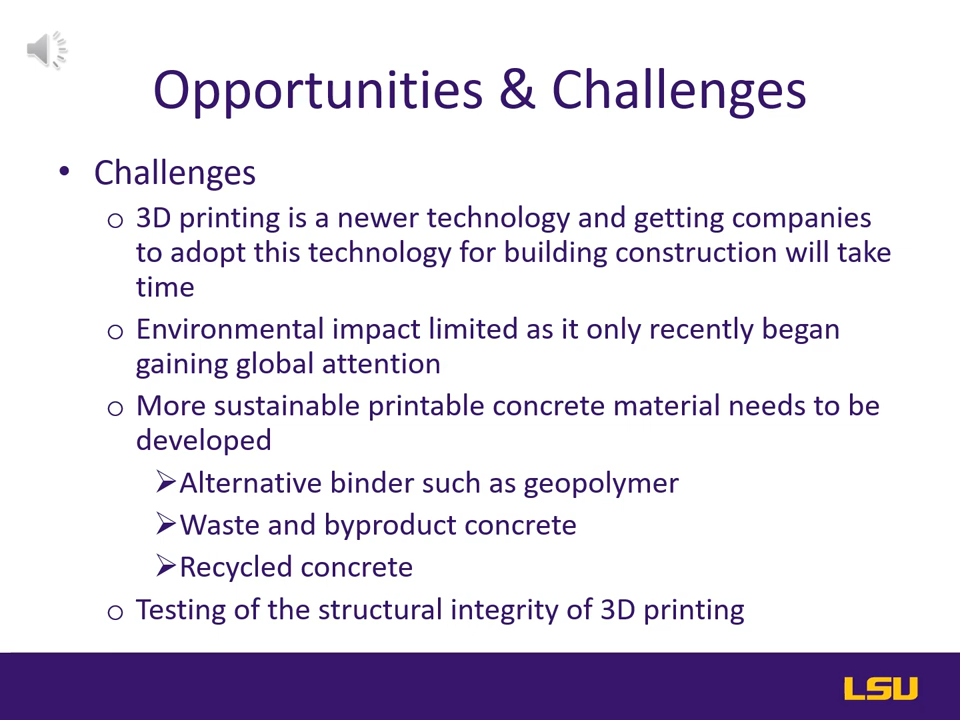 Opportunities & Challenges
• Challenges
o 3D printing is a newer technology and getting companies
to adopt this technology for building construction will take
time
o Environmental impact limited as it only recently began
gaining global attention
o More sustainable printable concrete material needs to be
developed
➢Alternative binder such as geopolymer
➢Waste and byproduct concrete
➢Recycled concrete
o Testing of the structural integrity of 3D printing
LSU